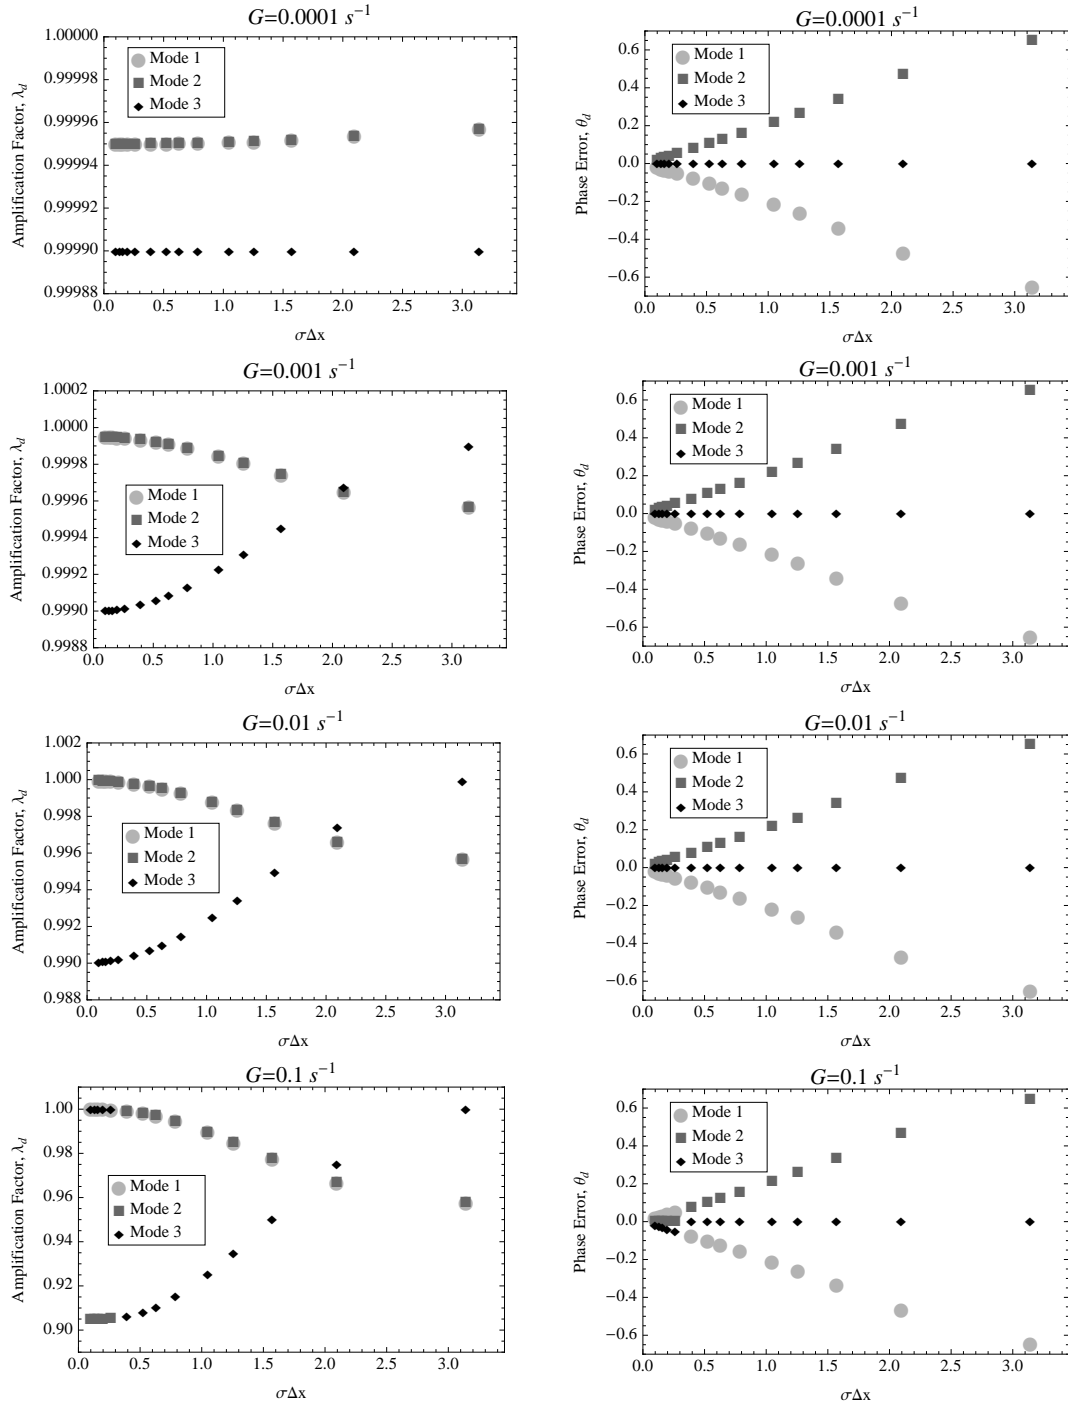 G=0.0001 s⁻¹
1.00000
0.99998
0.99996
0.99994
0.99992
0.99990
0.99988
Amplification Factor, λd
Mode 1
Mode 2
Mode 3
0.0 0.5 1.0 1.5 2.0 2.5 3.0
σΔx
G=0.0001 s⁻¹
0.6
0.4
0.2
0.0
−0.2
−0.4
−0.6
Phase Error, θd
Mode 1
Mode 2
Mode 3
0.0 0.5 1.0 1.5 2.0 2.5 3.0
σΔx
G=0.001 s⁻¹
1.0002
1.0000
0.9998
0.9996
0.9994
0.9992
0.9990
0.9988
Amplification Factor, λd
Mode 1
Mode 2
Mode 3
0.0 0.5 1.0 1.5 2.0 2.5 3.0
σΔx
G=0.001 s⁻¹
0.6
0.4
0.2
0.0
−0.2
−0.4
−0.6
Phase Error, θd
Mode 1
Mode 2
Mode 3
0.0 0.5 1.0 1.5 2.0 2.5 3.0
σΔx
G=0.01 s⁻¹
1.002
1.000
0.998
0.996
0.994
0.992
0.990
0.988
Amplification Factor, λd
Mode 1
Mode 2
Mode 3
0.0 0.5 1.0 1.5 2.0 2.5 3.0
σΔx
G=0.01 s⁻¹
0.6
0.4
0.2
0.0
−0.2
−0.4
−0.6
Phase Error, θd
Mode 1
Mode 2
Mode 3
0.0 0.5 1.0 1.5 2.0 2.5 3.0
σΔx
G=0.1 s⁻¹
1.00
0.98
0.96
0.94
0.92
0.90
Amplification Factor, λd
Mode 1
Mode 2
Mode 3
0.0 0.5 1.0 1.5 2.0 2.5 3.0
σΔx
G=0.1 s⁻¹
0.6
0.4
0.2
0.0
−0.2
−0.4
−0.6
Phase Error, θd
Mode 1
Mode 2
Mode 3
0.0 0.5 1.0 1.5 2.0 2.5 3.0
σΔx